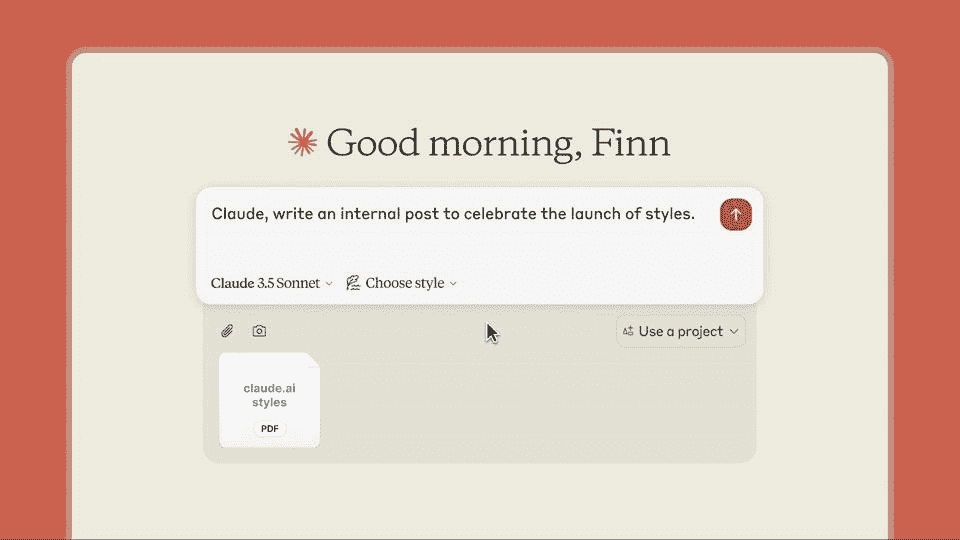 Good morning, Finn
Claude, write an internal post to celebrate the launch of styles.
Claude 3.5 Sonnet Choose style
Use a project
claude.ai
styles
PDF